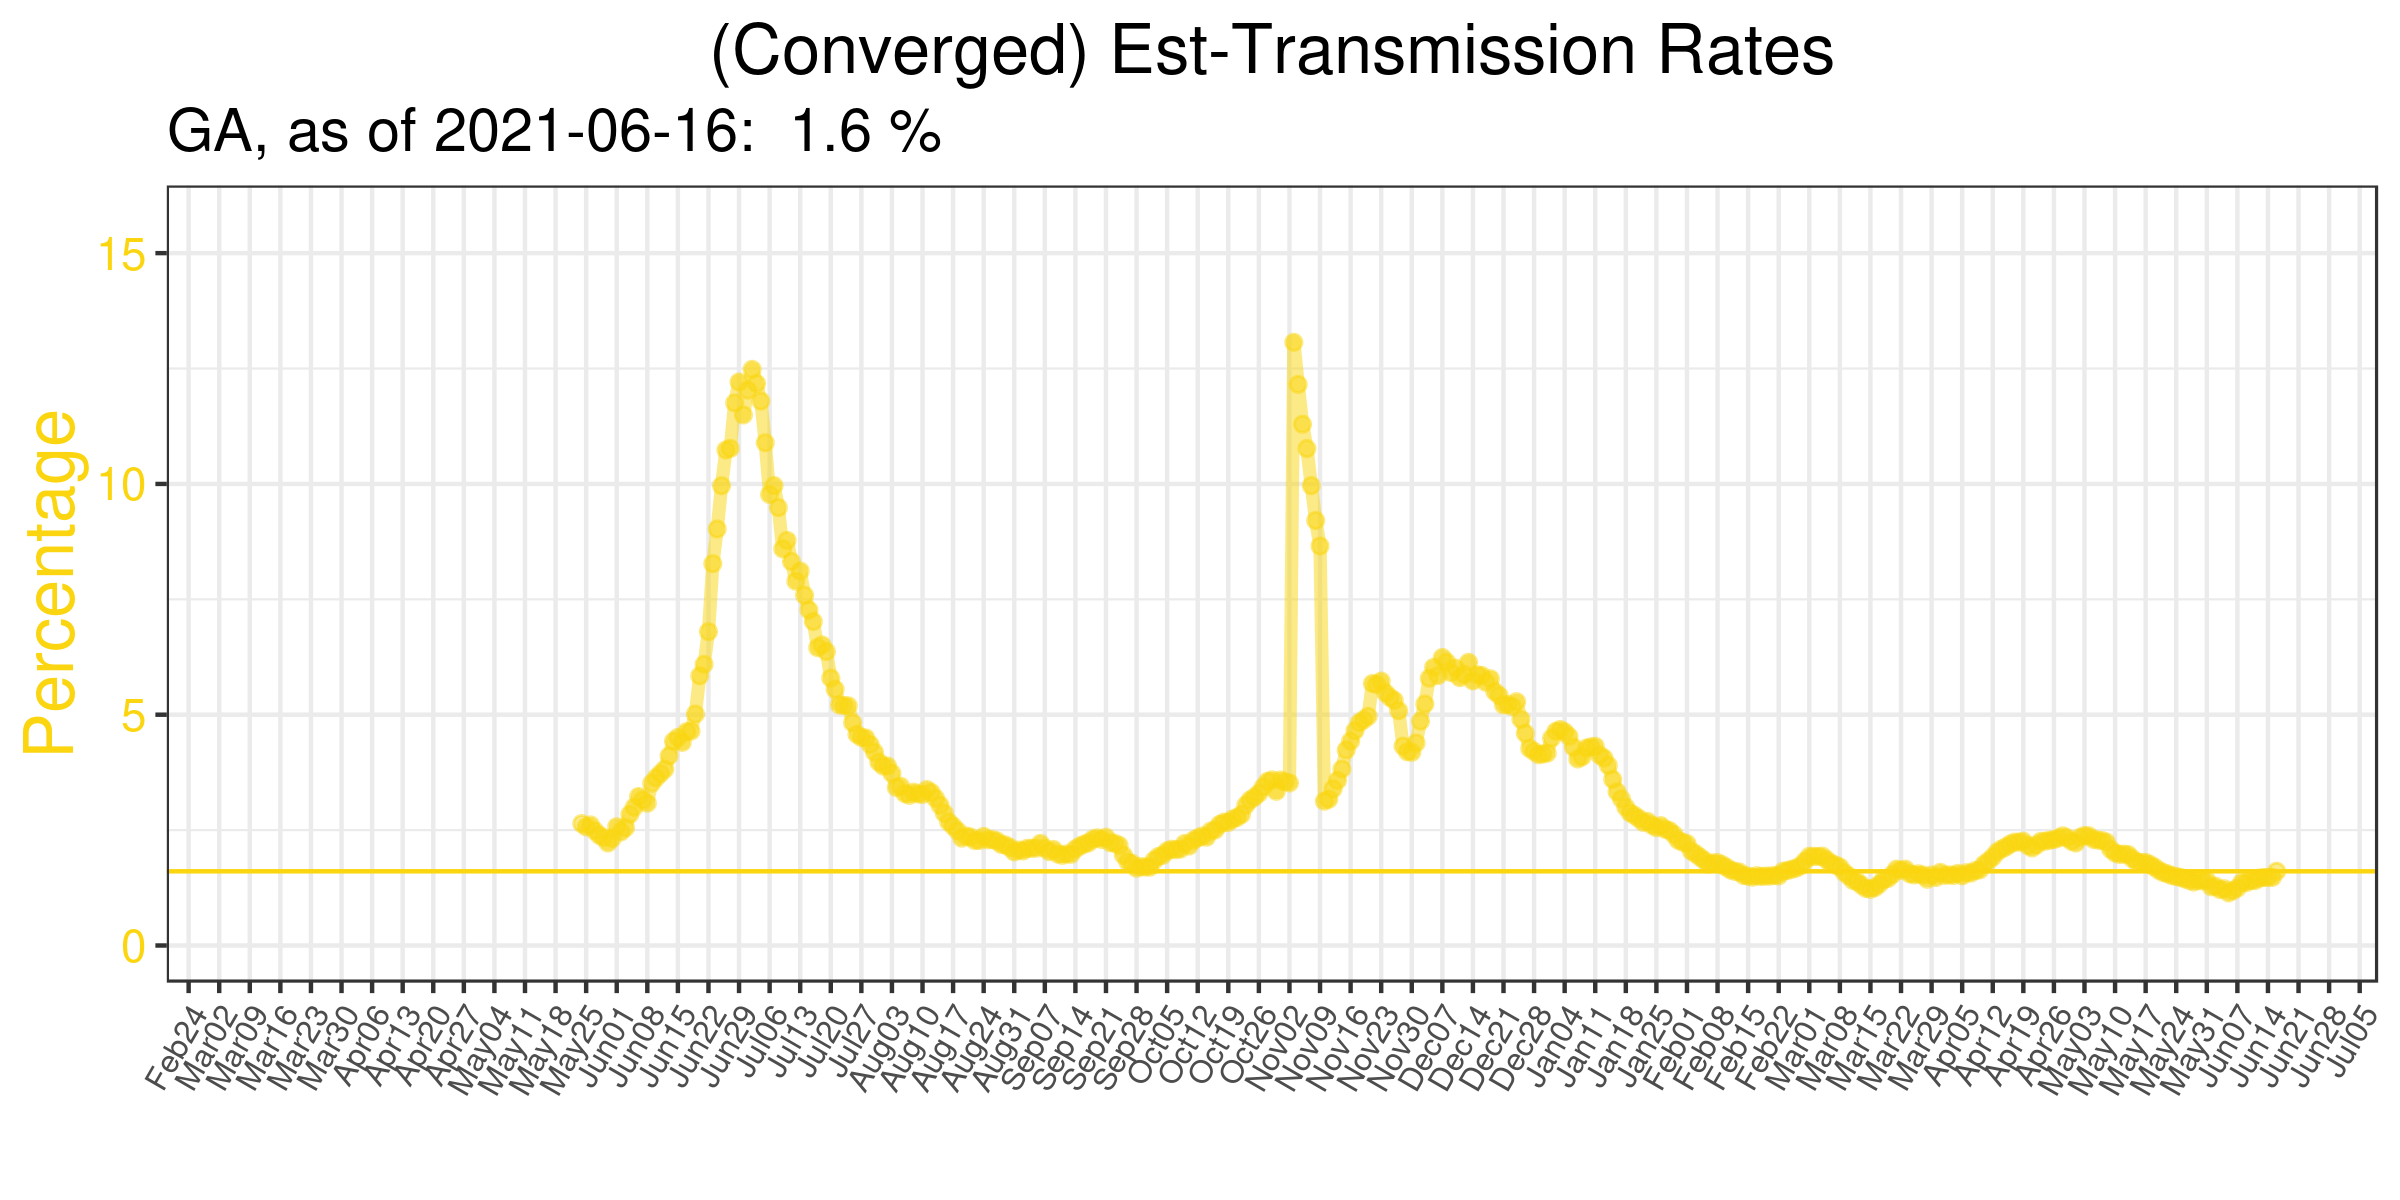 (Converged) Est-Transmission Rates
GA, as of 2021-06-16: 1.6 %
Percentage
15
10
5
0
Feb24
Mar02
Mar09
Mar16
Mar23
Mar30
Apr06
Apr13
Apr20
Apr27
May04
May11
May18
May25
Jun01
Jun08
Jun15
Jun22
Jun29
Jul06
Jul13
Jul20
Jul27
Aug03
Aug10
Aug17
Aug24
Aug31
Sep07
Sep14
Sep21
Sep28
Oct05
Oct12
Oct19
Oct26
Nov02
Nov09
Nov16
Nov23
Nov30
Dec07
Dec14
Dec21
Dec28
Jan04
Jan11
Jan18
Jan25
Feb01
Feb08
Feb15
Feb22
Mar01
Mar08
Mar15
Mar22
Mar29
Apr05
Apr12
Apr19
Apr26
May03
May10
May17
May24
May31
Jun07
Jun14
Jun21
Jun28
Jul05